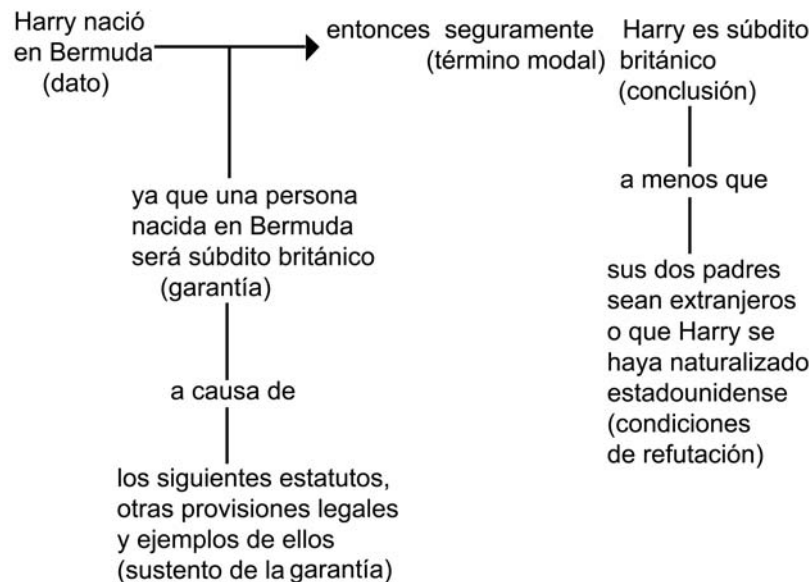 Harry nació
en Bermuda
(dato)
entonces seguramente
(término modal)
Harry es súbdito
británico
(conclusión)
ya que una persona
nacida en Bermuda
será súbdito británico
(garantía)
a causa de
los siguientes estatutos,
otras provisiones legales
y ejemplos de ellos
(sustento de la garantía)
a menos que
sus dos padres
sean extranjeros
o que Harry se
haya naturalizado
estadounidense
(condiciones
de refutación)